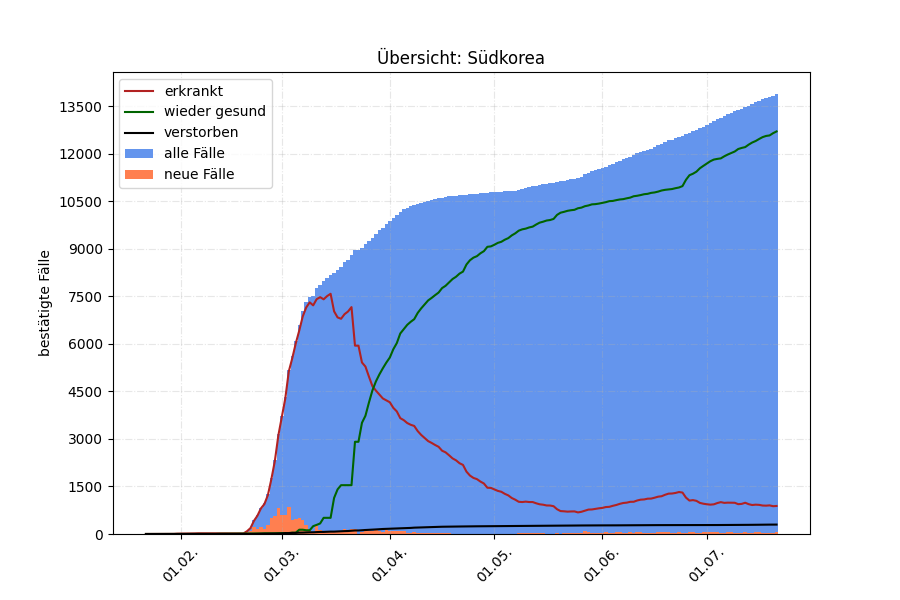 Übersicht: Südkorea
erkrankt
wieder gesund
verstorben
alle Fälle
neue Fälle
bestätigte Fälle
13500
12000
10500
9000
7500
6000
4500
3000
1500
0
01.02.
01.03.
01.04.
01.05.
01.06.
01.07.